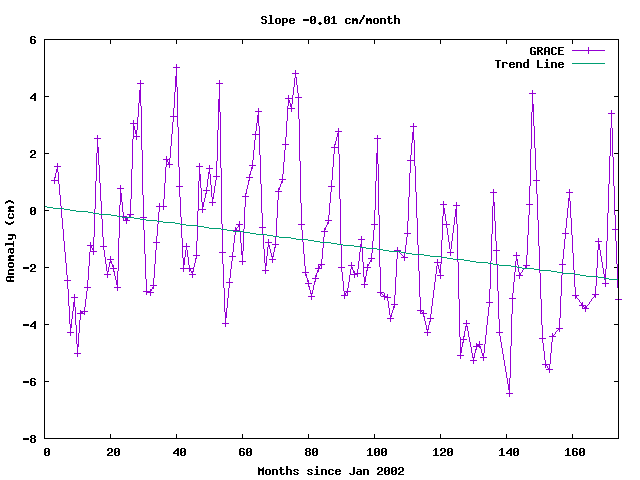 Slope -0.01 cm/month
6
GRACE
Trend Line
4
2
0
-2
-4
-6
-8
Anomaly (cm)
0 20 40 60 80 100 120 140 160
Months since Jan 2002